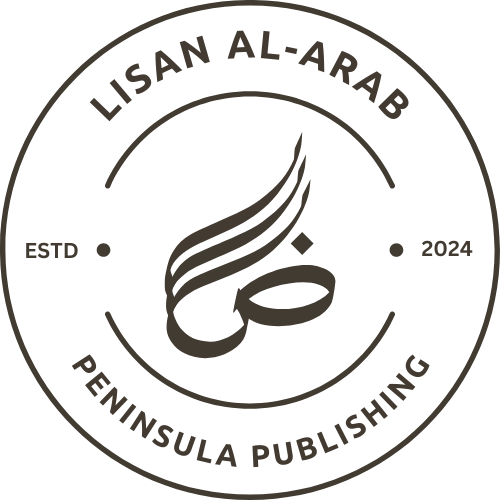 LISAN AL-ARAB
ض
ESTD
2024
PENINSULA PUBLISHING